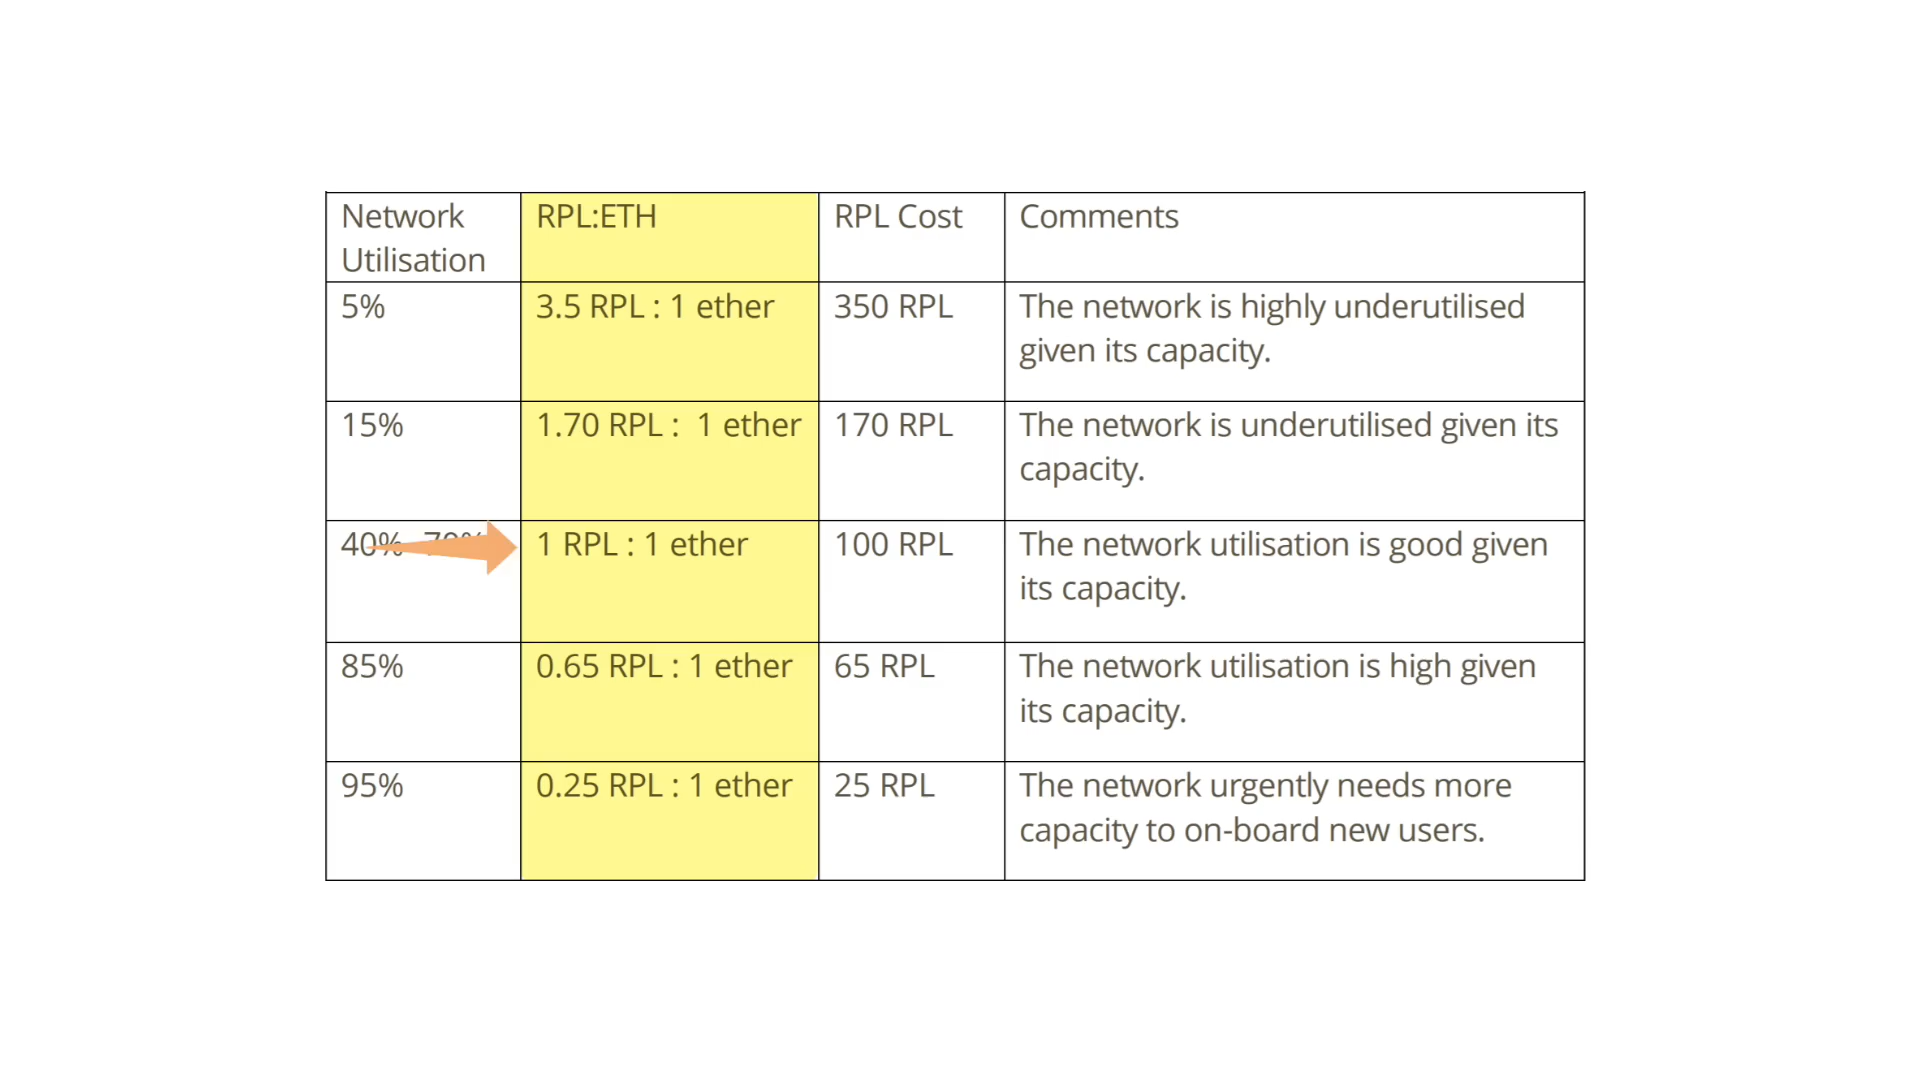 Network
Utilisation
RPL:ETH
RPL Cost
Comments
5%
3.5 RPL : 1 ether
350 RPL
The network is highly underutilised
given its capacity.
15%
1.70 RPL :  1 ether
170 RPL
The network is underutilised given its
capacity.
40%
1 RPL : 1 ether
100 RPL
The network utilisation is good given
its capacity.
85%
0.65 RPL : 1 ether
65 RPL
The network utilisation is high given
its capacity.
95%
0.25 RPL : 1 ether
25 RPL
The network urgently needs more
capacity to on-board new users.